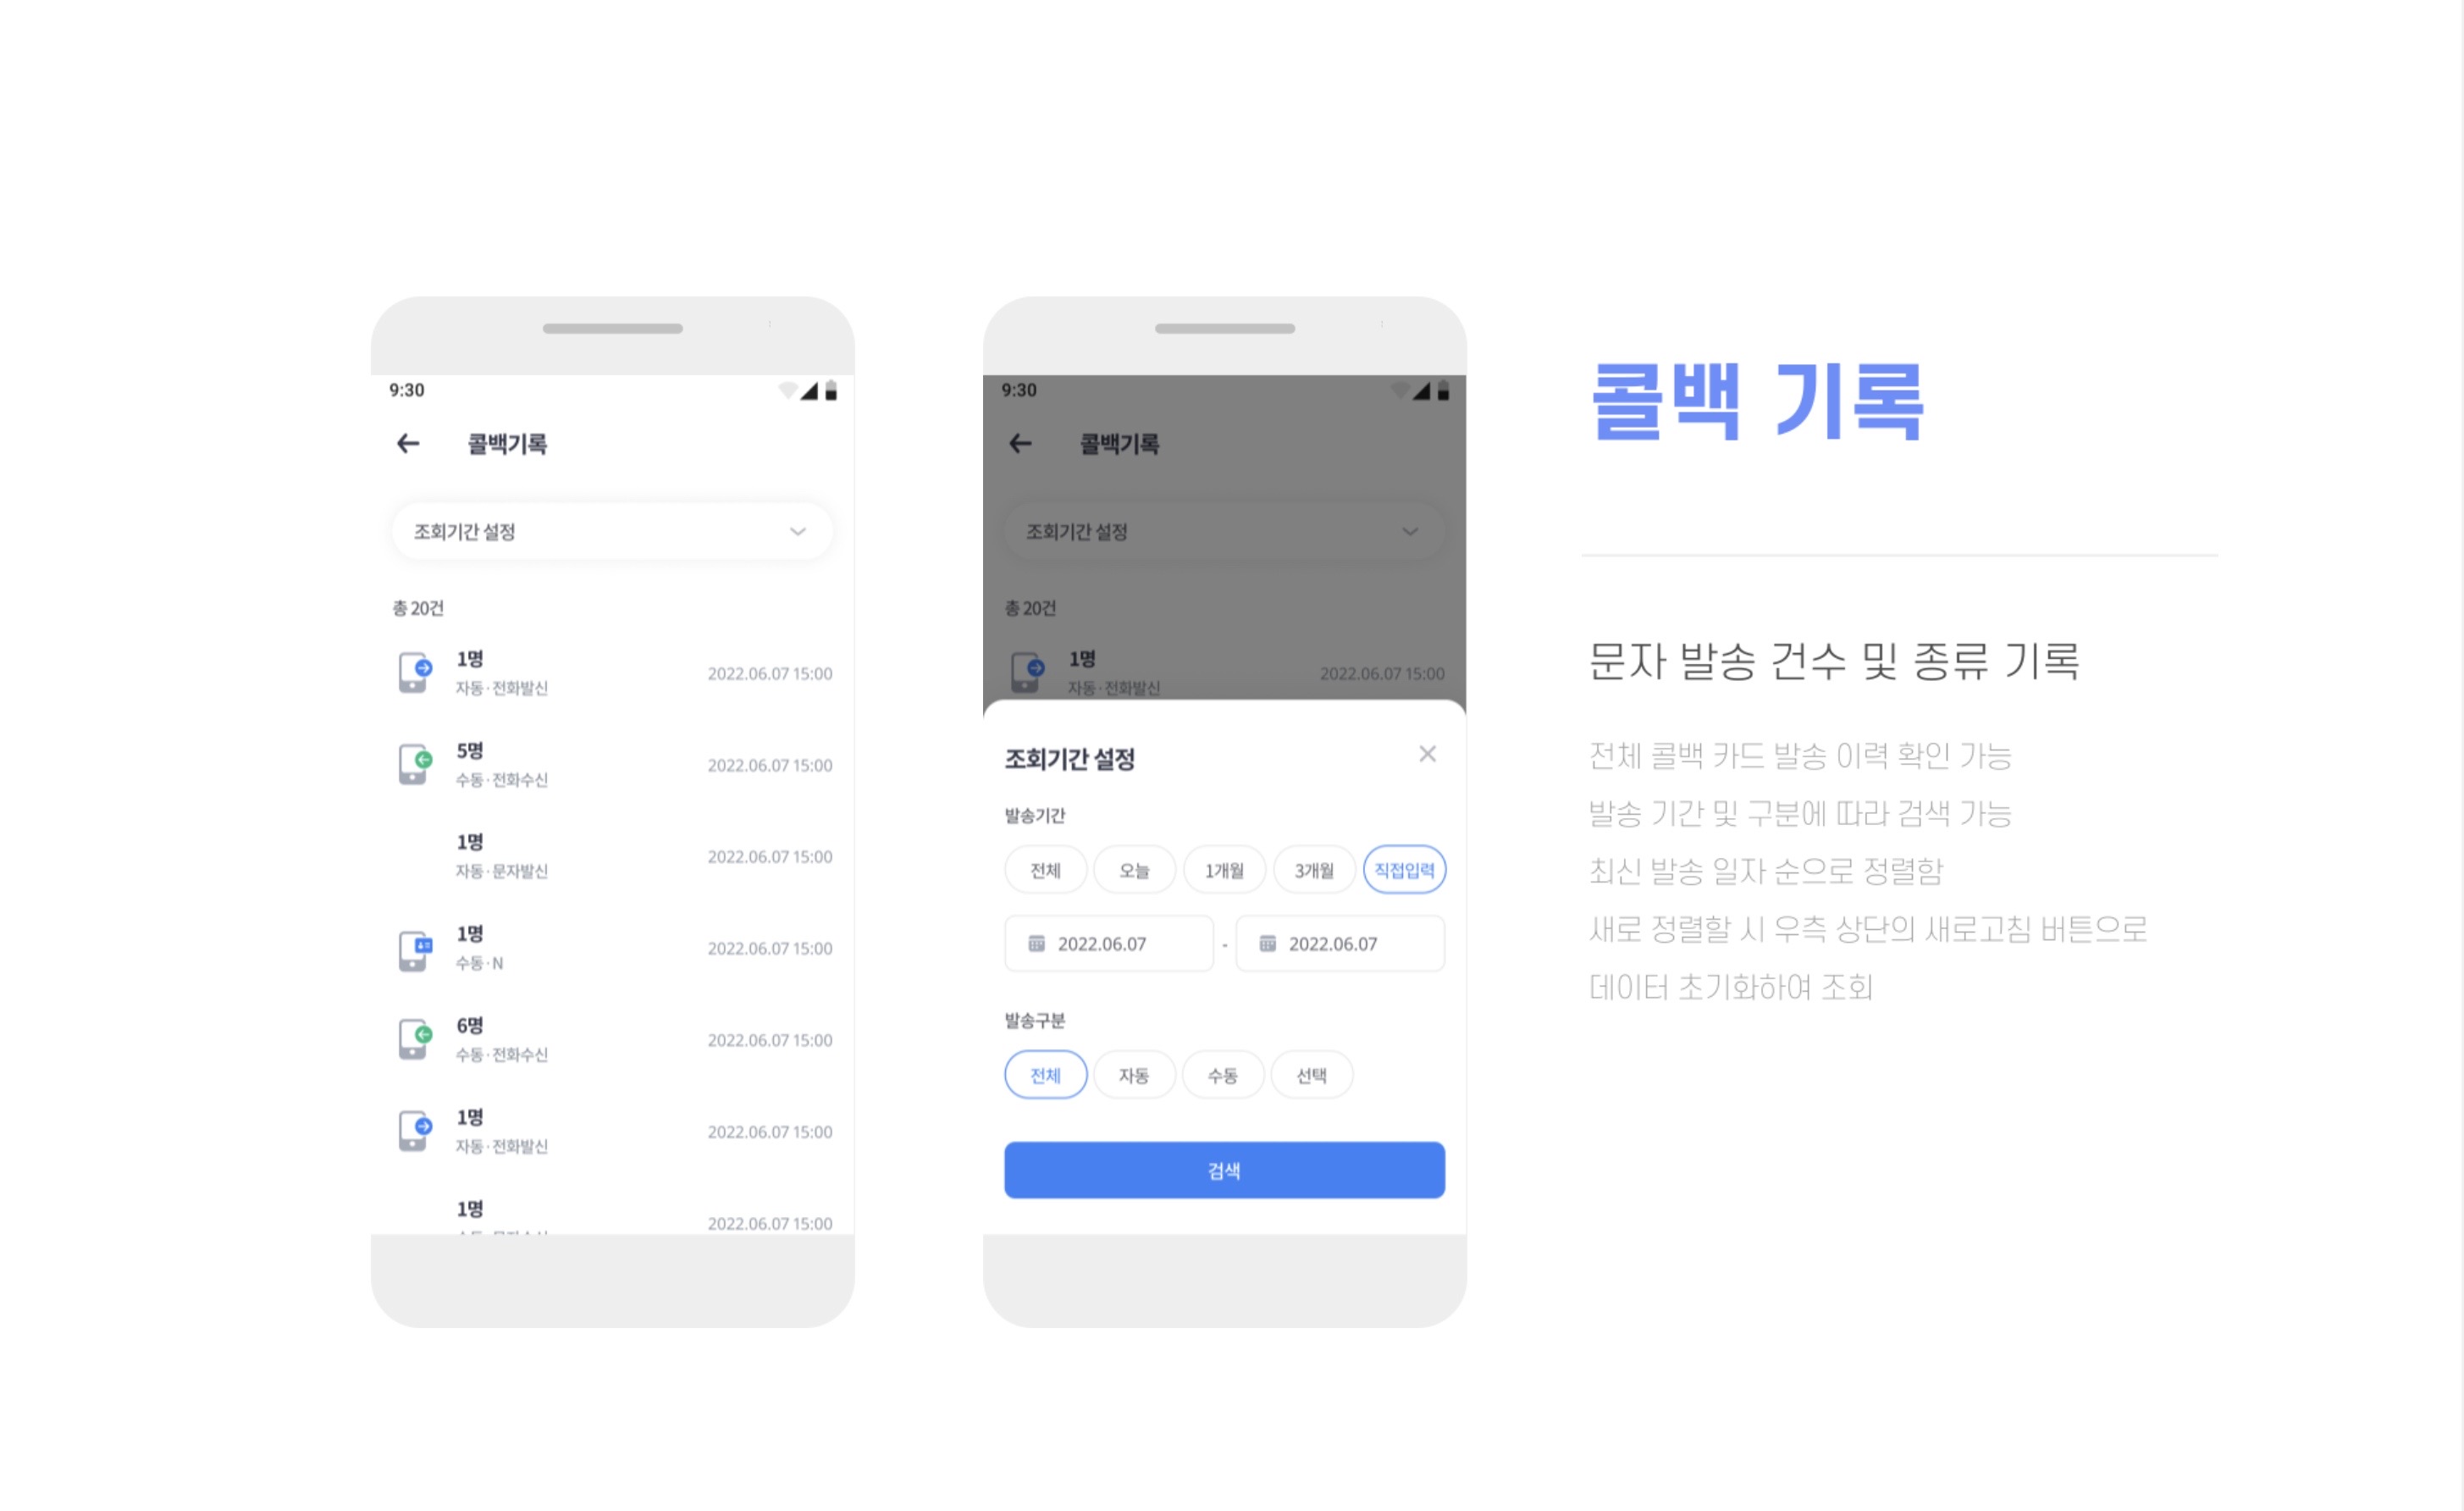 9:30
콜백기록
조회기간 설정
총 20건
1명
자동 · 전화발신
2022.06.07 15:00
5명
수동 · 전화수신
2022.06.07 15:00
1명
자동 · 문자발신
2022.06.07 15:00
1명
수동 · N
2022.06.07 15:00
6명
수동 · 전화수신
2022.06.07 15:00
1명
자동 · 전화발신
2022.06.07 15:00
1명
2022.06.07 15:00
9:30
콜백기록
조회기간 설정
총 20건
1명
자동 · 전화발신
2022.06.07 15:00
조회기간 설정
발송기간
전체 오늘 1개월 3개월 직접입력
2022.06.07 - 2022.06.07
발송구분
전체 자동 수동 선택
검색
콜백 기록
문자 발송 건수 및 종류 기록
전체 콜백 카드 발송 이력 확인 가능
발송 기간 및 구분에 따라 검색 가능
최신 발송 일자 순으로 정렬함
새로 정렬할 시 우측 상단의 새로고침 버튼으로
데이터 초기화하여 조회